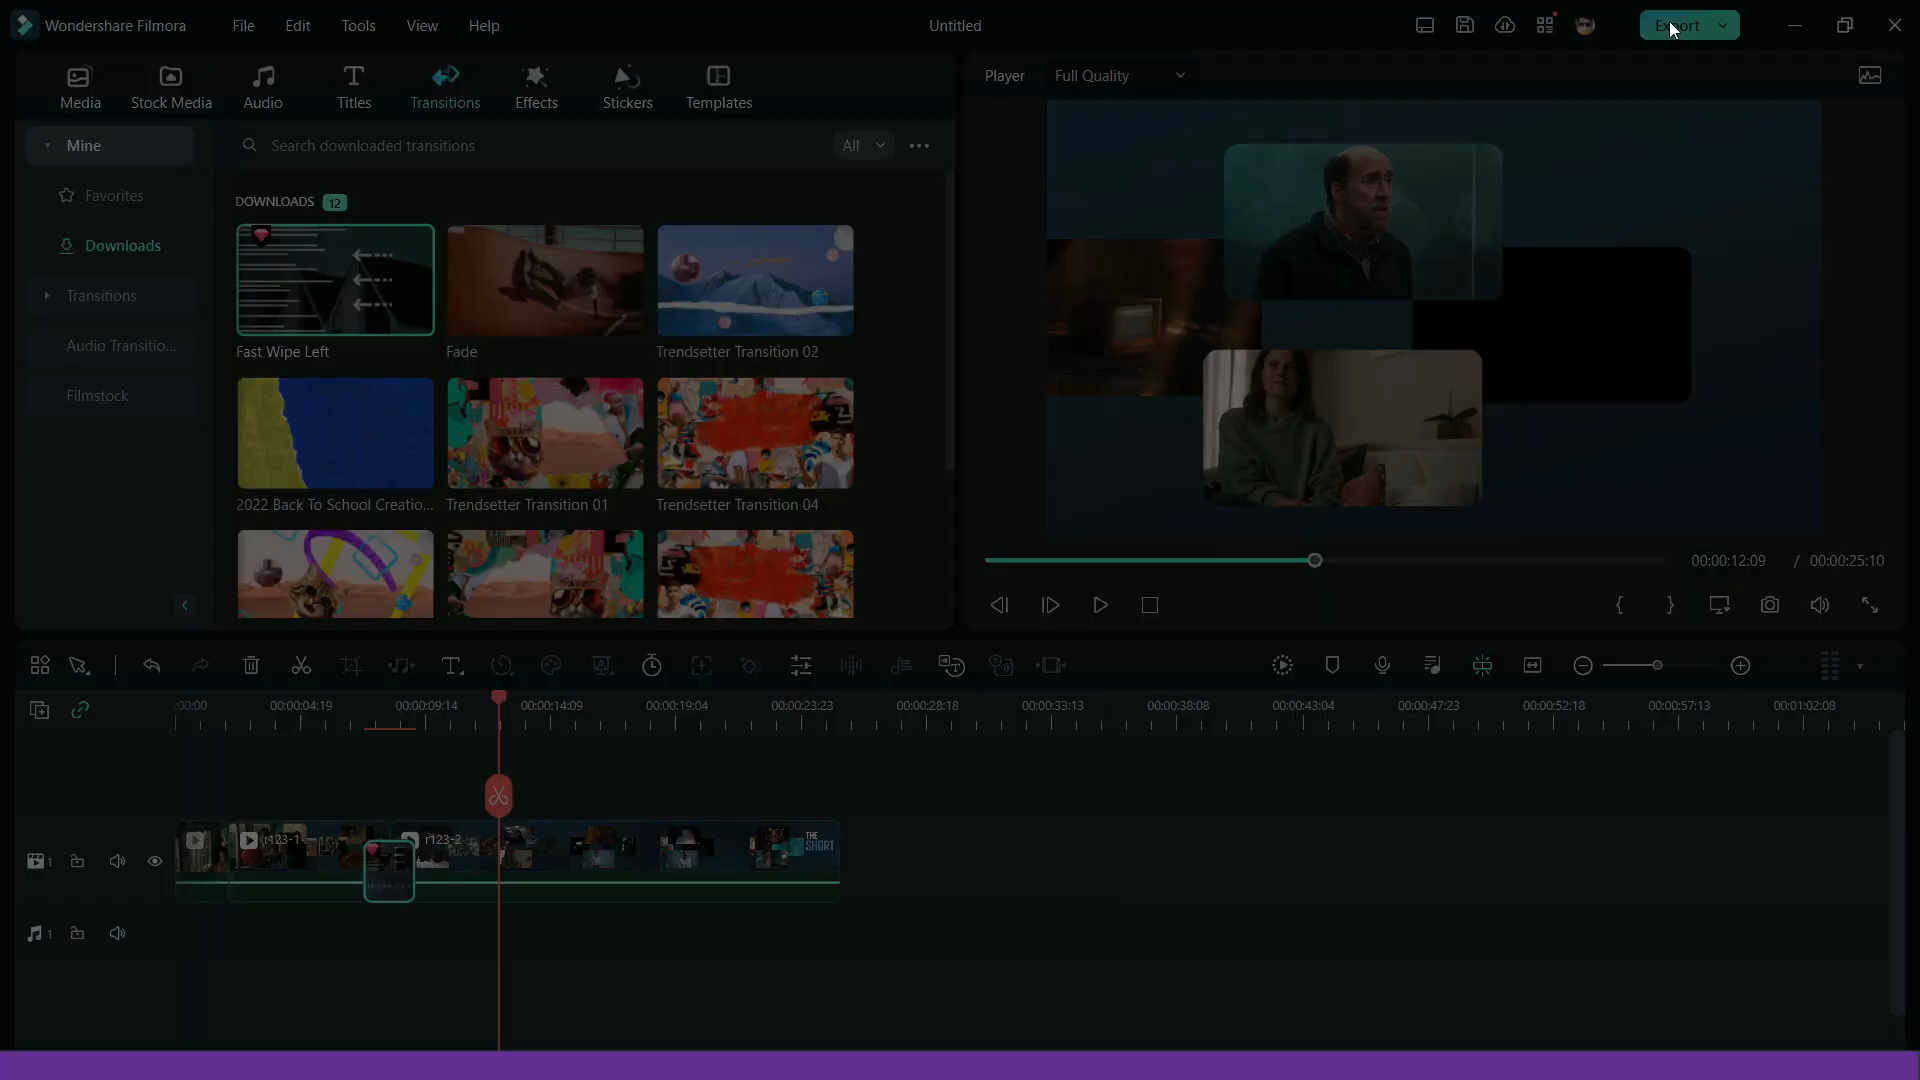 Wondershare Filmora File Edit Tools View Help Untitled Export
Media Stock Media Audio Titles Transitions Effects Stickers Templates
Player Full Quality
Mine
Search downloaded transitions All
Favorites
DOWNLOADS 12
Downloads
Transitions
Audio Transitio...
Filmstock
Fast Wipe Left Fade Trendsetter Transition 02
2022 Back To School Creatio... Trendsetter Transition 01 Trendsetter Transition 04
00:00:12:09 / 00:00:25:10
:00:00 00:00:04:19 00:00:09:14 00:00:14:09 00:00:19:04 00:00:23:23 00:00:28:18 00:00:33:13 00:00:38:08 00:00:43:04 00:00:47:23 00:00:52:18 00:00:57:13 00:01:02:08
r123-1 r123-2
THE
SHORT
1
1